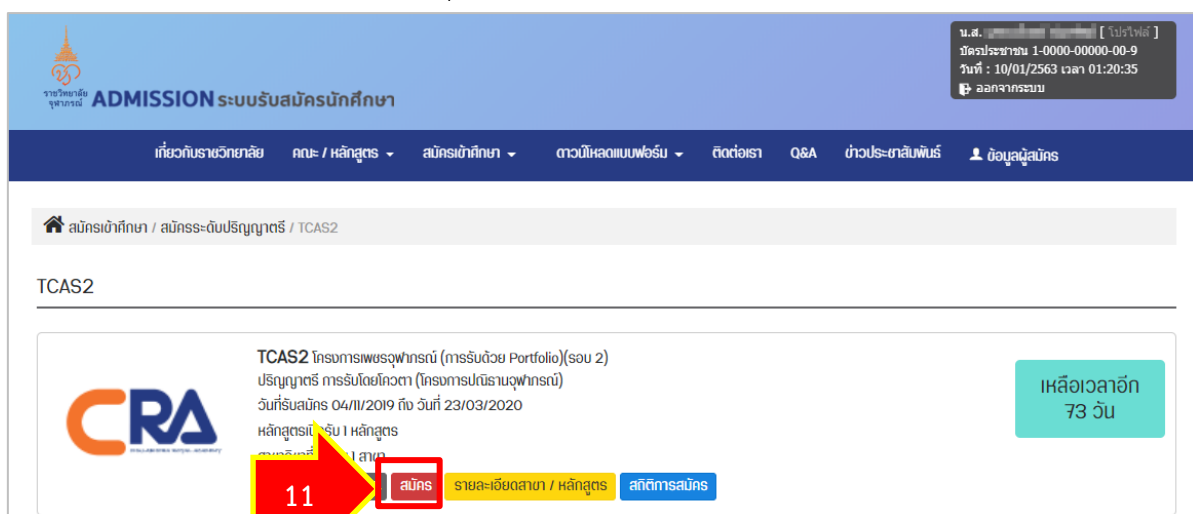 น.ส. [ โปรไฟล์ ]
บัตรประชาชน 1-0000-00000-00-9
วันที่ : 10/01/2563 เวลา 01:20:35
ออกจากระบบ
ราชวิทยาลัย
จุฬาภรณ์
ADMISSION ระบบรับสมัครนักศึกษา
เกี่ยวกับราชวิทยาลัย คณะ / หลักสูตร สมัครเข้าศึกษา ดาวน์โหลดแบบฟอร์ม ติดต่อเรา Q&A ข่าวประชาสัมพันธ์ ข้อมูลผู้สมัคร
สมัครเข้าศึกษา / สมัครระดับปริญญาตรี / TCAS2
TCAS2
TCAS2 โครงการเพชรจุฬาภรณ์ (การรับด้วย Portfolio)(รอบ 2)
ปริญญาตรี การรับโดยโควตา (โครงการปณิธานจุฬาภรณ์)
วันที่รับสมัคร 04/11/2019 ถึง วันที่ 23/03/2020
หลักสูตรเปิดรับ 1 หลักสูตร
1 สาขา
CRA
เหลือเวลาอีก
73 วัน
11
สมัคร รายละเอียดสาขา / หลักสูตร สถิติการสมัคร